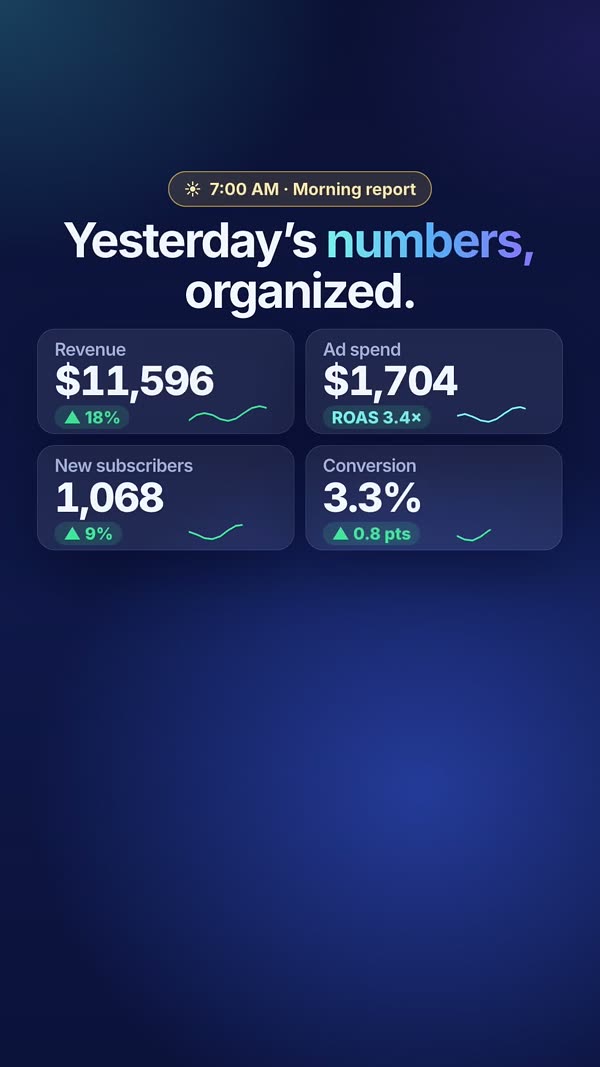 ☀ 7:00 AM · Morning report
Yesterday’s numbers,
organized.
Revenue
$11,596
▲ 18%
Ad spend
$1,704
ROAS 3.4×
New subscribers
1,068
▲ 9%
Conversion
3.3%
▲ 0.8 pts